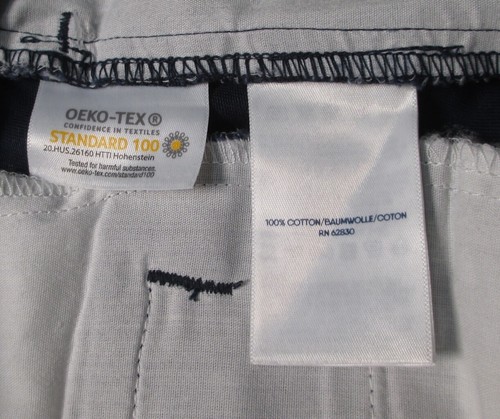 OEKO-TEX®
CONFIDENCE IN TEXTILES
STANDARD 100
20.HUS.26160 HTTI Hohenstein
Tested for harmful substances.
www.oeko-tex.com/standard100
100% COTTON/BAUMWOLLE/COTON
RN 62830